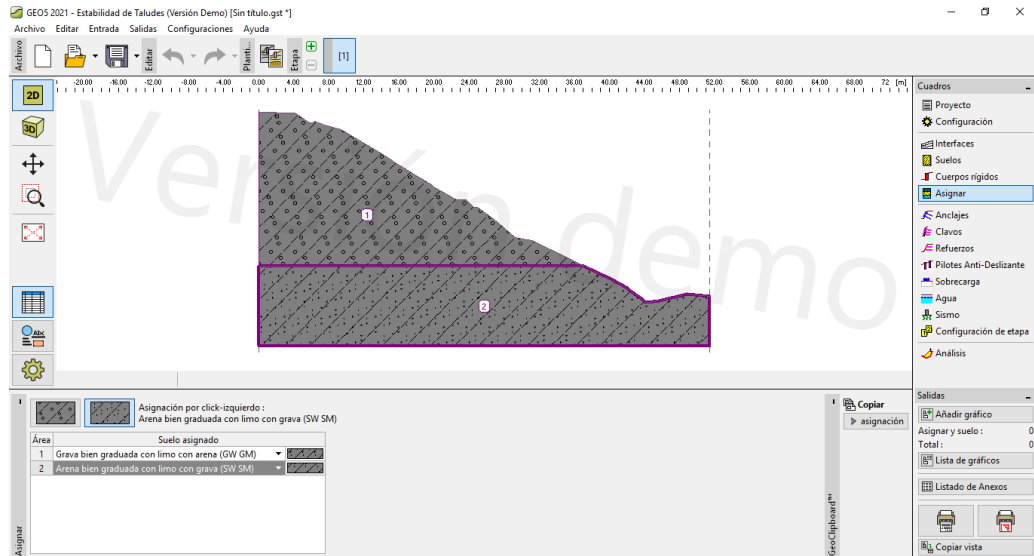 GEO5 2021 - Estabilidad de Taludes (Versión Demo) [Sin título.gst *]
Archivo Editar Entrada Salidas Configuraciones Ayuda
Archivo
Editar
Planti...
Etapa
[1]
-20.00 -16.00 -12.00 -8.00 -4.00 0.00 4.00 8.00 12.00 16.00 20.00 24.00 28.00 32.00 36.00 40.00 44.00 48.00 52.00 56.00 60.00 64.00 68.00 72 [m]
2D
3D
Abc
Versión demo
1
2
Cuadros
Proyecto
Configuración
Interfaces
Suelos
Cuerpos rígidos
Asignar
Anclajes
Clavos
Refuerzos
Pilotes Anti-Deslizante
Sobrecarga
Agua
Sismo
Configuración de etapa
Análisis
Asignación por click-izquierdo :
Arena bien graduada con limo con grava (SW SM)
Área Suelo asignado
1 Grava bien graduada con limo con arena (GW GM)
2 Arena bien graduada con limo con grava (SW SM)
Asignar
GeoClipboard™
Copiar
asignación
Salidas
Añadir gráfico
Asignar y suelo : 0
Total : 0
Lista de gráficos
Listado de Anexos
Copiar vista